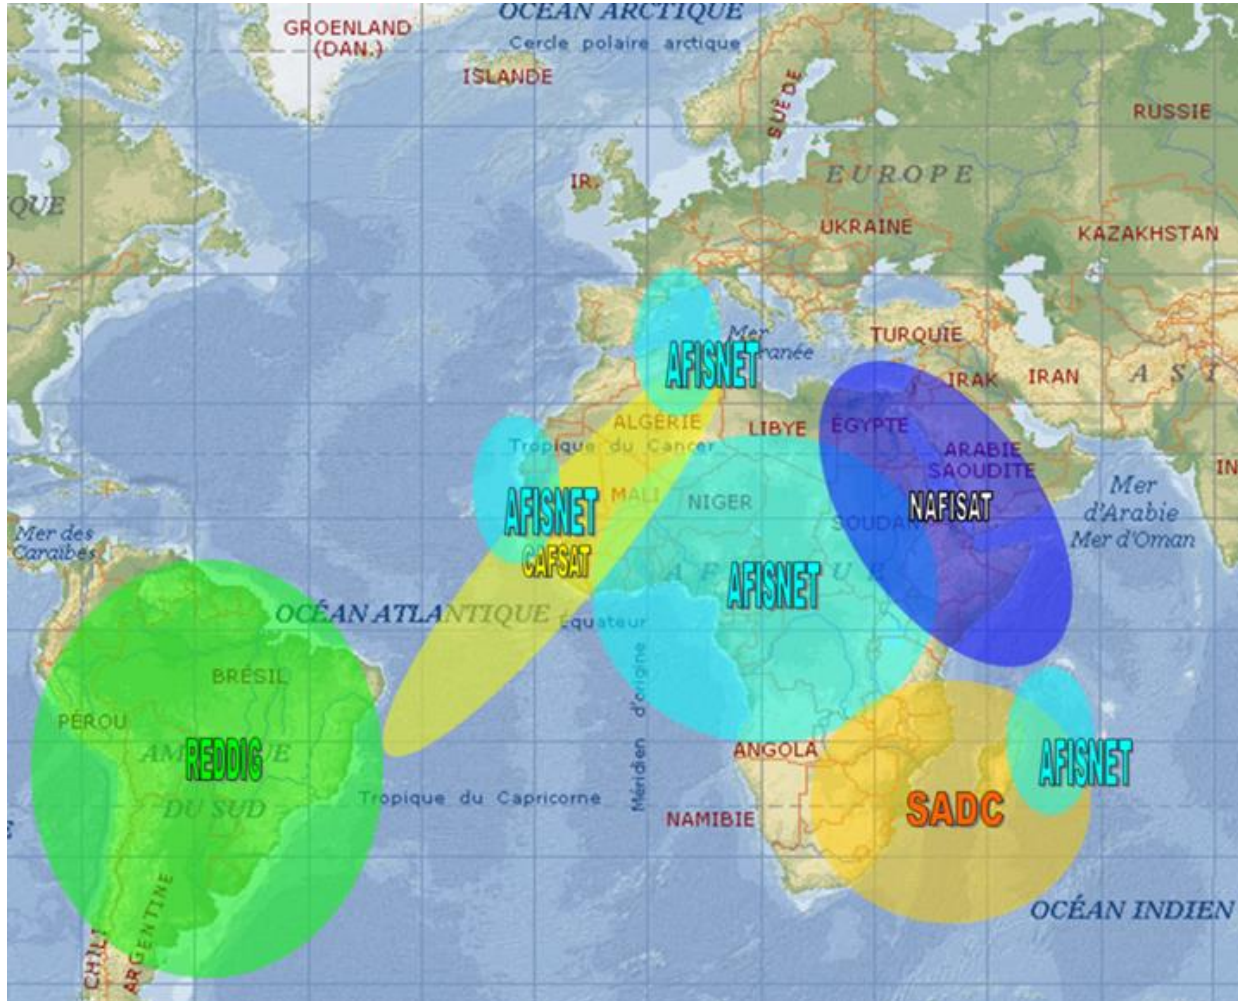 OCÉAN ARCTIQUE
GROENLAND
(DAN.)
Cercle polaire arctique
ISLANDE
SUÈDE
RUSSIE
IR.
EUROPE
QUE
UKRAINE
KAZAKHSTAN
Mer
TURQUIE
AFISNET
ranée
IRAK
IRAN
ASI
ALGÉRIE
LIBYE
ÉGYPTE
Tropique du Cancer
ARABIE
SAOUDITE
IN
MALI
NIGER
Mer
d'Arabie
AFISNET
NAFISAT
SOUDAN
Mer des
Caraïbes
Mer d'Oman
CAFSAT
AFISNET
OCÉAN ATLANTIQUE
Équateur
BRÉSIL
Méridien d'origine
PÉROU
REDDIG
ANGOLA
AFISNET
DU SUD
Tropique du Capricorne
NAMIBIE
SADC
ARGENTINE
OCÉAN INDIEN
CHILI